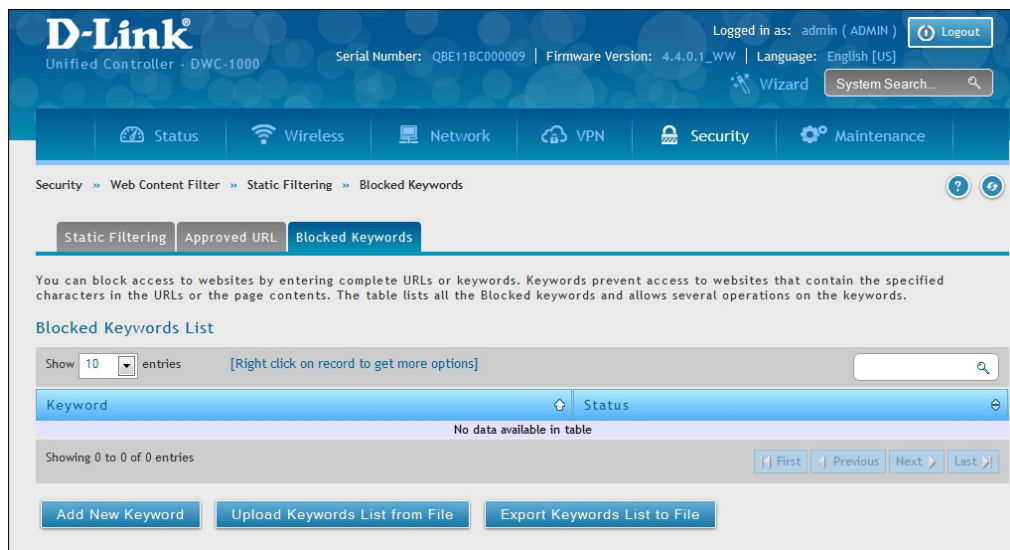 D-Link®
Unified Controller - DWC-1000
Logged in as: admin ( ADMIN ) Logout
Serial Number: QBE11BC000009 | Firmware Version: 4.4.0.1_WW | Language: English [US]
Wizard System Search...
Status Wireless Network VPN Security Maintenance
Security » Web Content Filter » Static Filtering » Blocked Keywords
Static Filtering Approved URL Blocked Keywords
You can block access to websites by entering complete URLs or keywords. Keywords prevent access to websites that contain the specified
characters in the URLs or the page contents. The table lists all the Blocked keywords and allows several operations on the keywords.
Blocked Keywords List
Show 10 entries [Right click on record to get more options]
Keyword Status
No data available in table
Showing 0 to 0 of 0 entries First Previous Next Last
Add New Keyword Upload Keywords List from File Export Keywords List to File